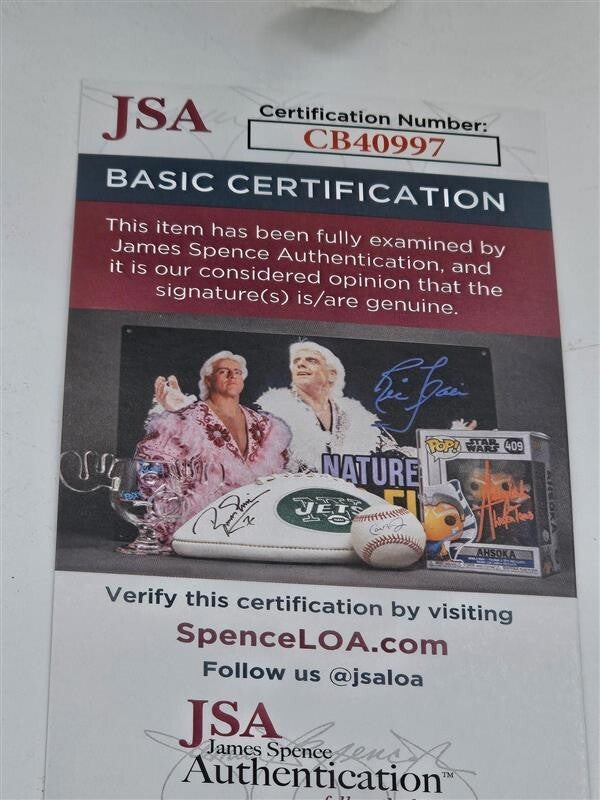 JSA
Certification Number:
CB40997
BASIC CERTIFICATION
This item has been fully examined by
James Spence Authentication, and
it is our considered opinion that the
signature(s) is/are genuine.
NATURE
JETS
POP!
STAR
WARS
409
AHSOKA
Verify this certification by visiting
SpenceLOA.com
Follow us @jsaloa
JSA
James Spence
Authentication™